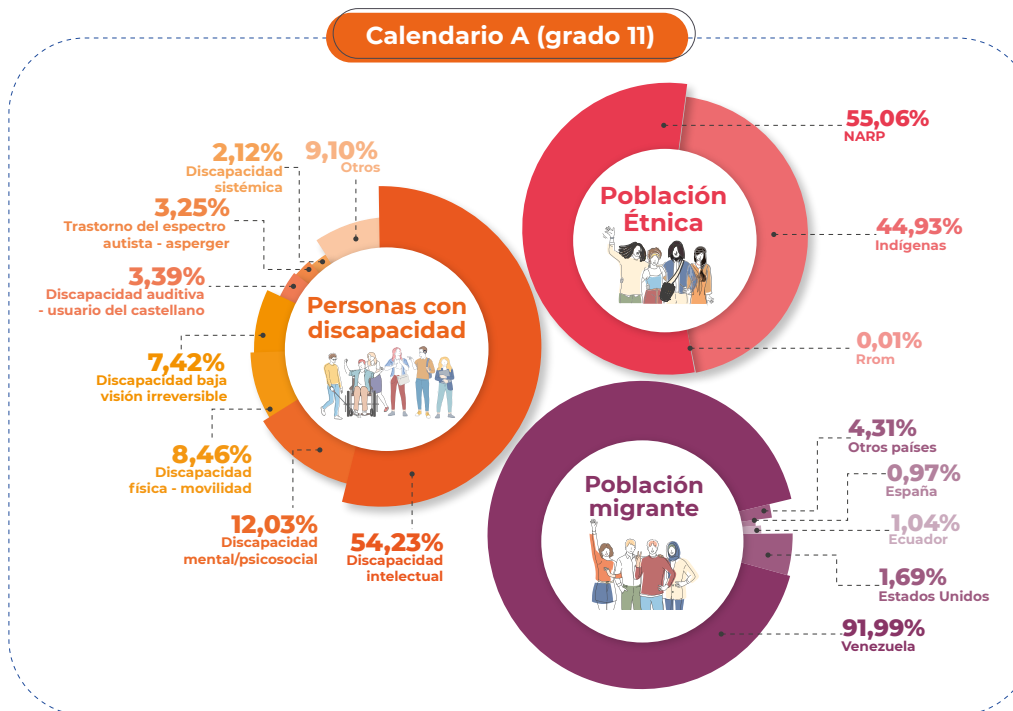 Calendario A (grado 11)
55,06%
NARP
Población
Étnica
44,93%
Indígenas
0,01%
Rrom
2,12%
Discapacidad
sistémica
9,10%
Otros
3,25%
Trastorno del espectro
autista - asperger
3,39%
Discapacidad auditiva
- usuario del castellano
Personas con
discapacidad
7,42%
Discapacidad baja
visión irreversible
8,46%
Discapacidad
física - movilidad
12,03%
Discapacidad
mental/psicosocial
54,23%
Discapacidad
intelectual
Población
migrante
4,31%
Otros países
0,97%
España
1,04%
Ecuador
1,69%
Estados Unidos
91,99%
Venezuela